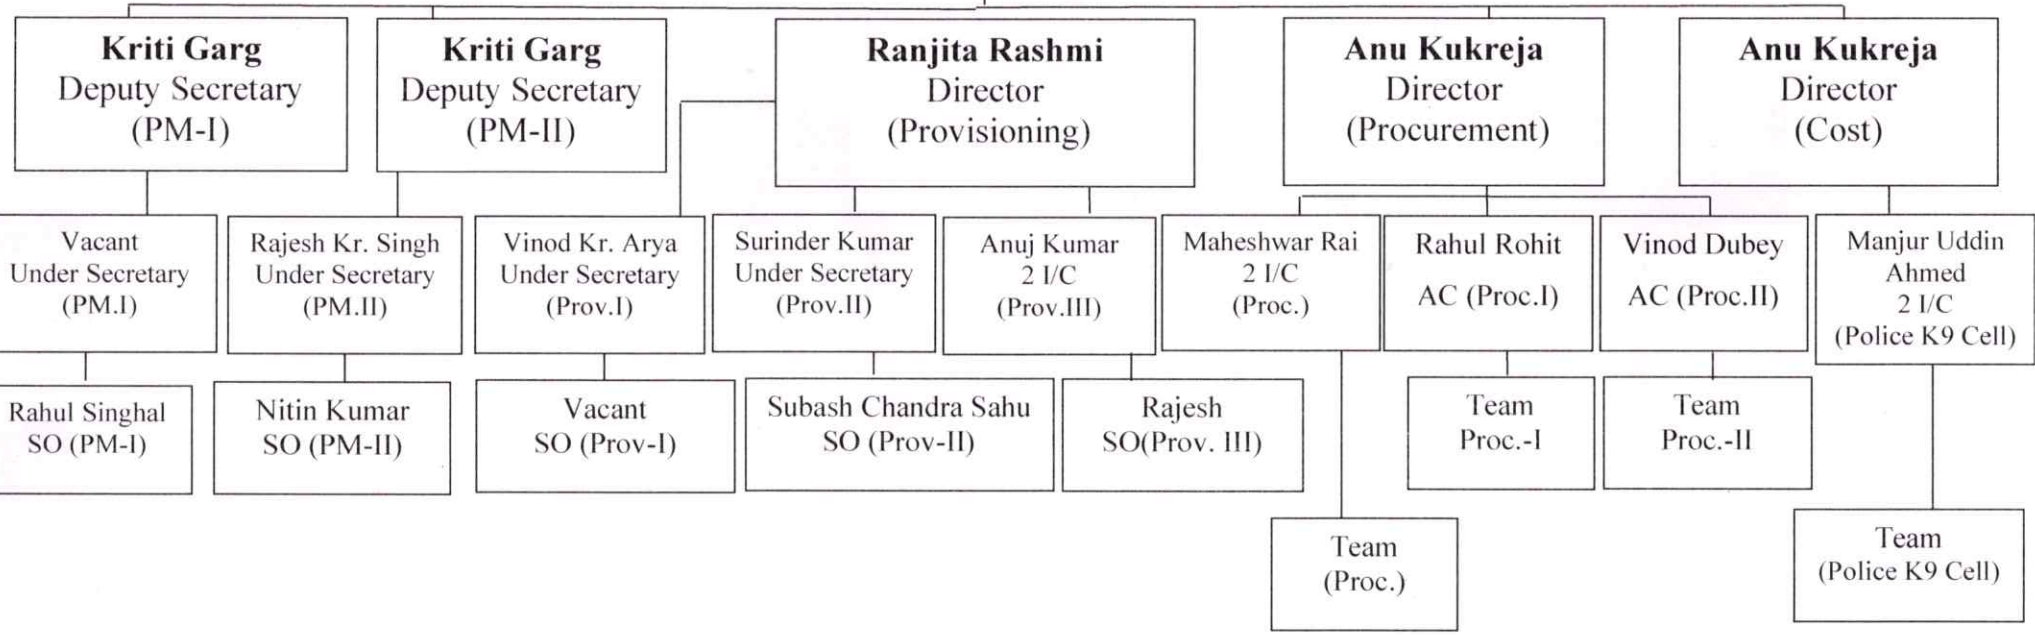 Kriti Garg
Deputy Secretary
(PM-I)
Kriti Garg
Deputy Secretary
(PM-II)
Ranjita Rashmi
Director
(Provisioning)
Anu Kukreja
Director
(Procurement)
Anu Kukreja
Director
(Cost)
Vacant
Under Secretary
(PM.I)
Rajesh Kr. Singh
Under Secretary
(PM.II)
Vinod Kr. Arya
Under Secretary
(Prov.I)
Surinder Kumar
Under Secretary
(Prov.II)
Anuj Kumar
2 I/C
(Prov.III)
Maheshwar Rai
2 I/C
(Proc.)
Rahul Rohit
AC (Proc.I)
Vinod Dubey
AC (Proc.II)
Manjur Uddin
Ahmed
2 I/C
(Police K9 Cell)
Rahul Singhal
SO (PM-I)
Nitin Kumar
SO (PM-II)
Vacant
SO (Prov-I)
Subash Chandra Sahu
SO (Prov-II)
Rajesh
SO(Prov. III)
Team
Proc.-I
Team
Proc.-II
Team
(Proc.)
Team
(Police K9 Cell)